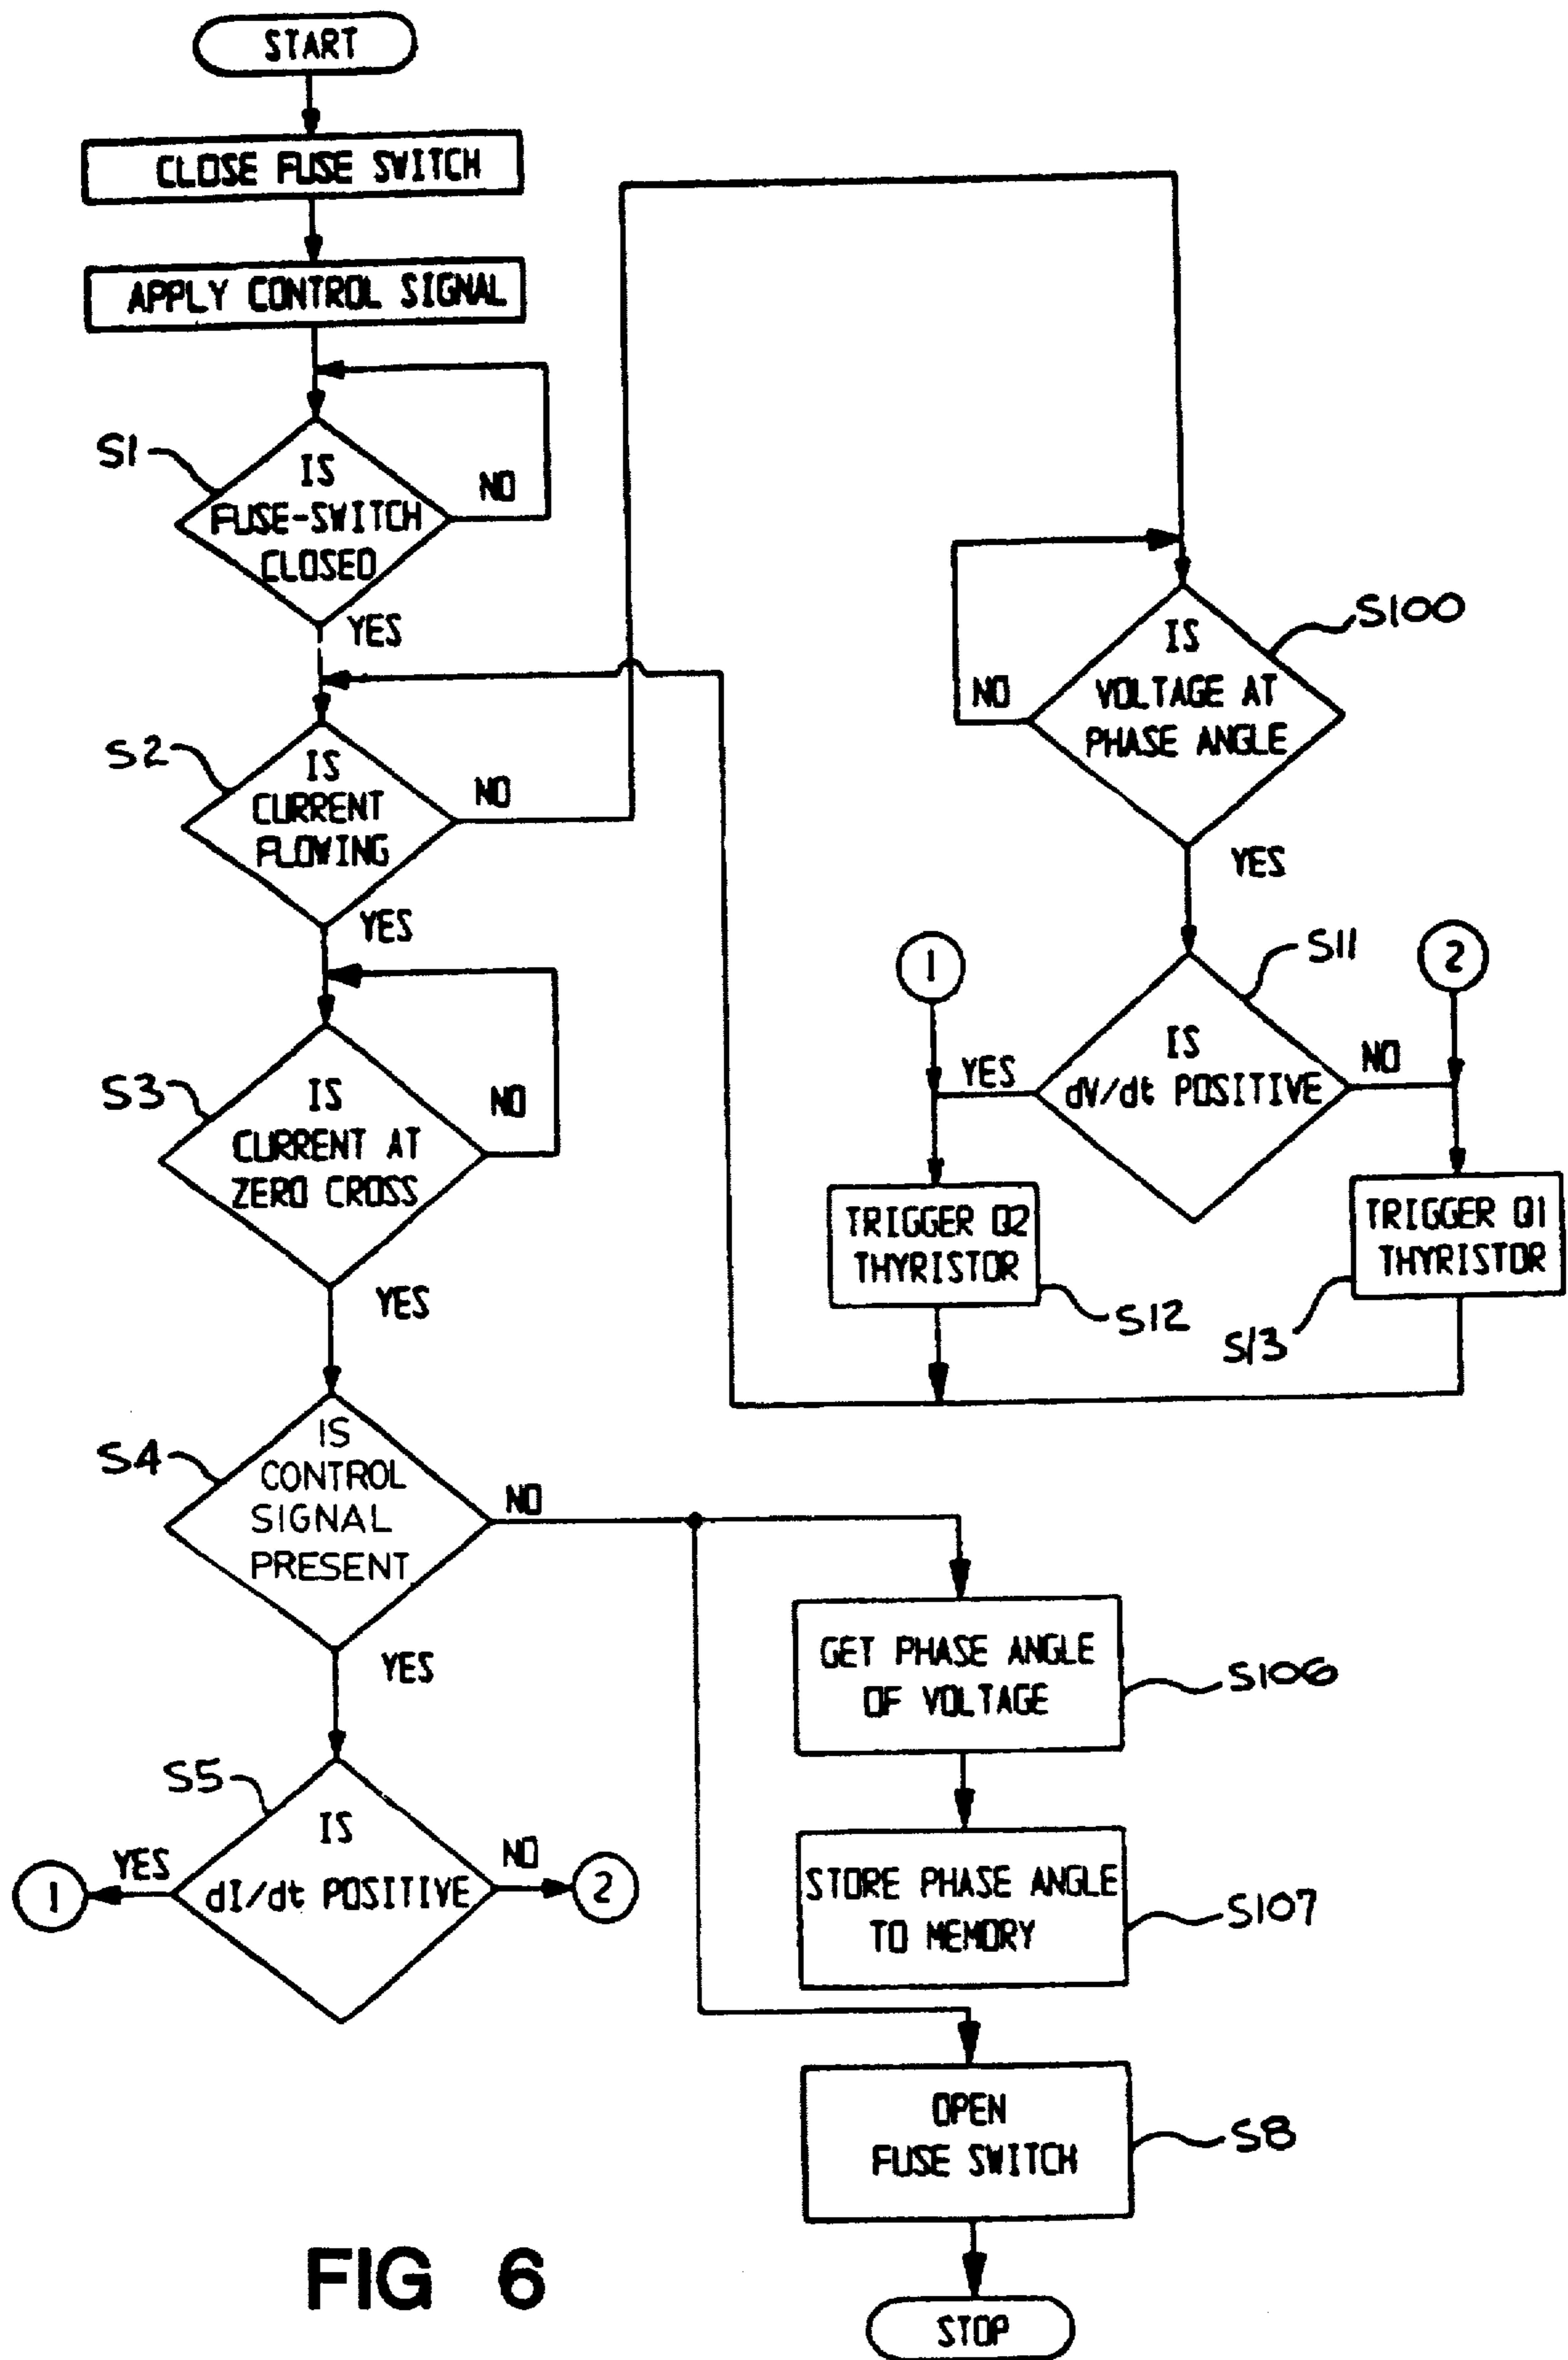 START
CLOSE FUSE SWITCH
APPLY CONTROL SIGNAL
S1
IS
FUSE-SWITCH
CLOSED
NO
YES
S2
IS
CURRENT
FLOWING
NO
YES
S3
IS
CURRENT AT
ZERO CROSS
NO
YES
S4
IS
CONTROL
SIGNAL
PRESENT
NO
YES
S5
IS
dI/dt POSITIVE
YES
1
NO
2
S100
IS
VOLTAGE AT
PHASE ANGLE
NO
YES
1
S11
2
IS
dV/dt POSITIVE
YES
NO
TRIGGER Q2
THYRISTOR
S12
TRIGGER Q1
THYRISTOR
S13
GET PHASE ANGLE
OF VOLTAGE
S106
STORE PHASE ANGLE
TO MEMORY
S107
OPEN
FUSE SWITCH
S8
STOP
FIG 6